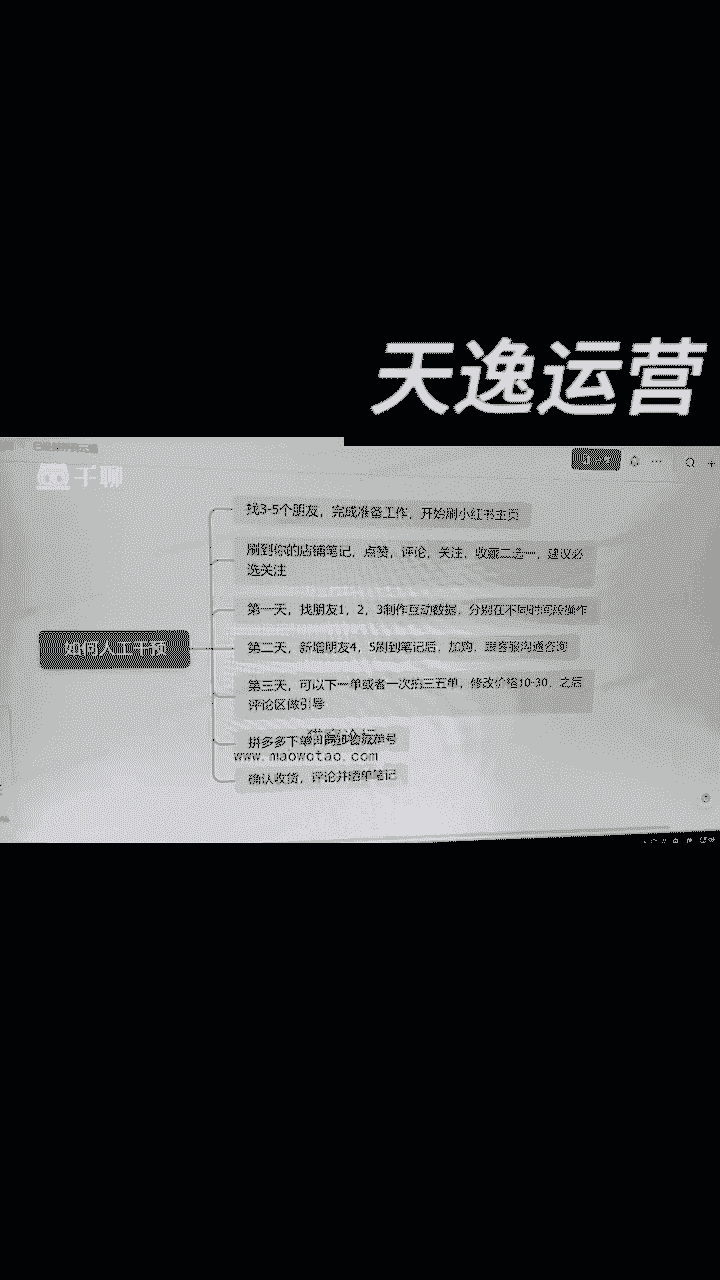 天逸运营
千聊
找3-5个朋友，完成准备工作，开始刷小红书主页
刷到你的店铺笔记，点赞，评论，关注，收藏二选一，建议必
选关注
第一天，找朋友1，2，3制作互动数据，分别在不同时间段操作
如何人工干预
第二天，新增朋友4，5刷到笔记后，加购，跟客服沟通咨询
第三天，可以下一单或者一次拍三五单，修改价格10-30，之后
评论区做引导
拼多多下单
www.maowotao.com
确认收货，评论并晒单笔记